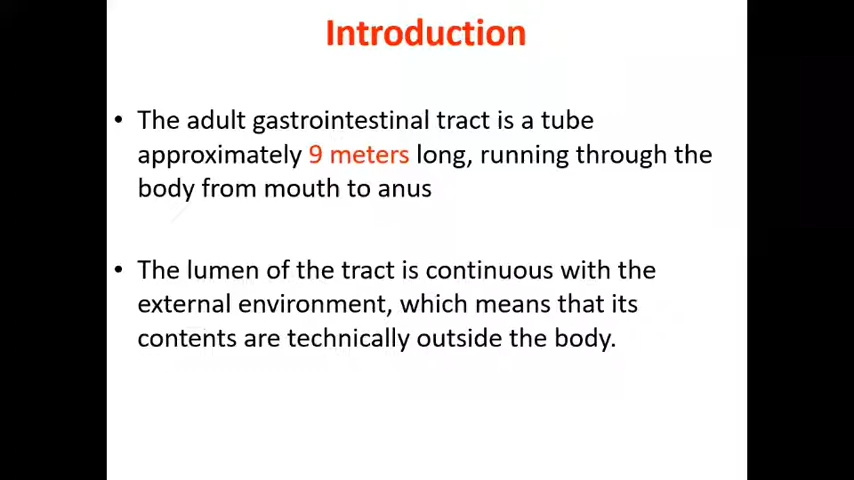 Introduction
• The adult gastrointestinal tract is a tube
approximately 9 meters long, running through the
body from mouth to anus
• The lumen of the tract is continuous with the
external environment, which means that its
contents are technically outside the body.